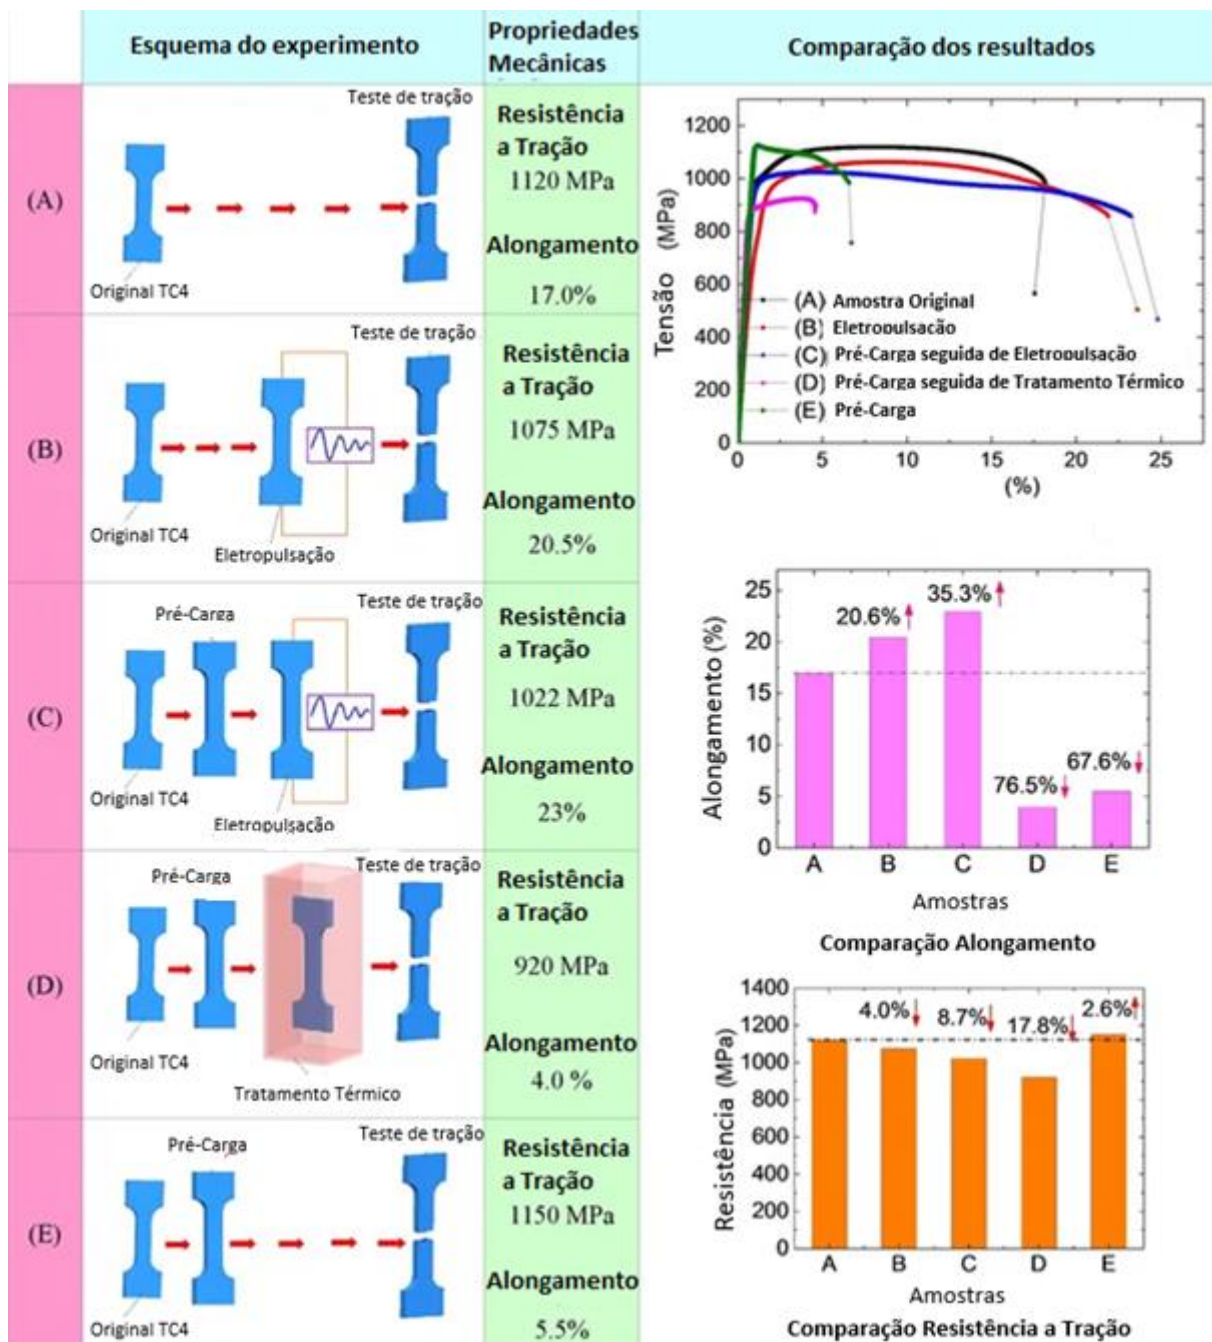 Esquema do experimento
Propriedades
Mecânicas
Comparação dos resultados
(A)
Teste de tração
Original TC4
Resistência
a Tração
1120 MPa
Alongamento
17.0%
(B)
Teste de tração
Original TC4
Eletropulsação
Resistência
a Tração
1075 MPa
Alongamento
20.5%
(C)
Pré-Carga
Teste de tração
Original TC4
Eletropulsação
Resistência
a Tração
1022 MPa
Alongamento
23%
(D)
Pré-Carga
Teste de tração
Original TC4
Tratamento Térmico
Resistência
a Tração
920 MPa
Alongamento
4.0 %
(E)
Pré-Carga
Teste de tração
Original TC4
Resistência
a Tração
1150 MPa
Alongamento
5.5%
Tensão (MPa)
1200
1000
800
600
400
200
0
(A) Amostra Original
(B) Eletropulsação
(C) Pré-Carga seguida de Eletropulsação
(D) Pré-Carga seguida de Tratamento Térmico
(E) Pré-Carga
0 5 10 15 20 25
(%)
Alongamento (%)
25
20
15
10
5
0
20.6%
35.3%
76.5%
67.6%
A B C D E
Amostras
Comparação Alongamento
Resistência (MPa)
1400
1200
1000
800
600
400
200
0
4.0%
8.7%
17.8%
2.6%
A B C D E
Amostras
Comparação Resistência a Tração